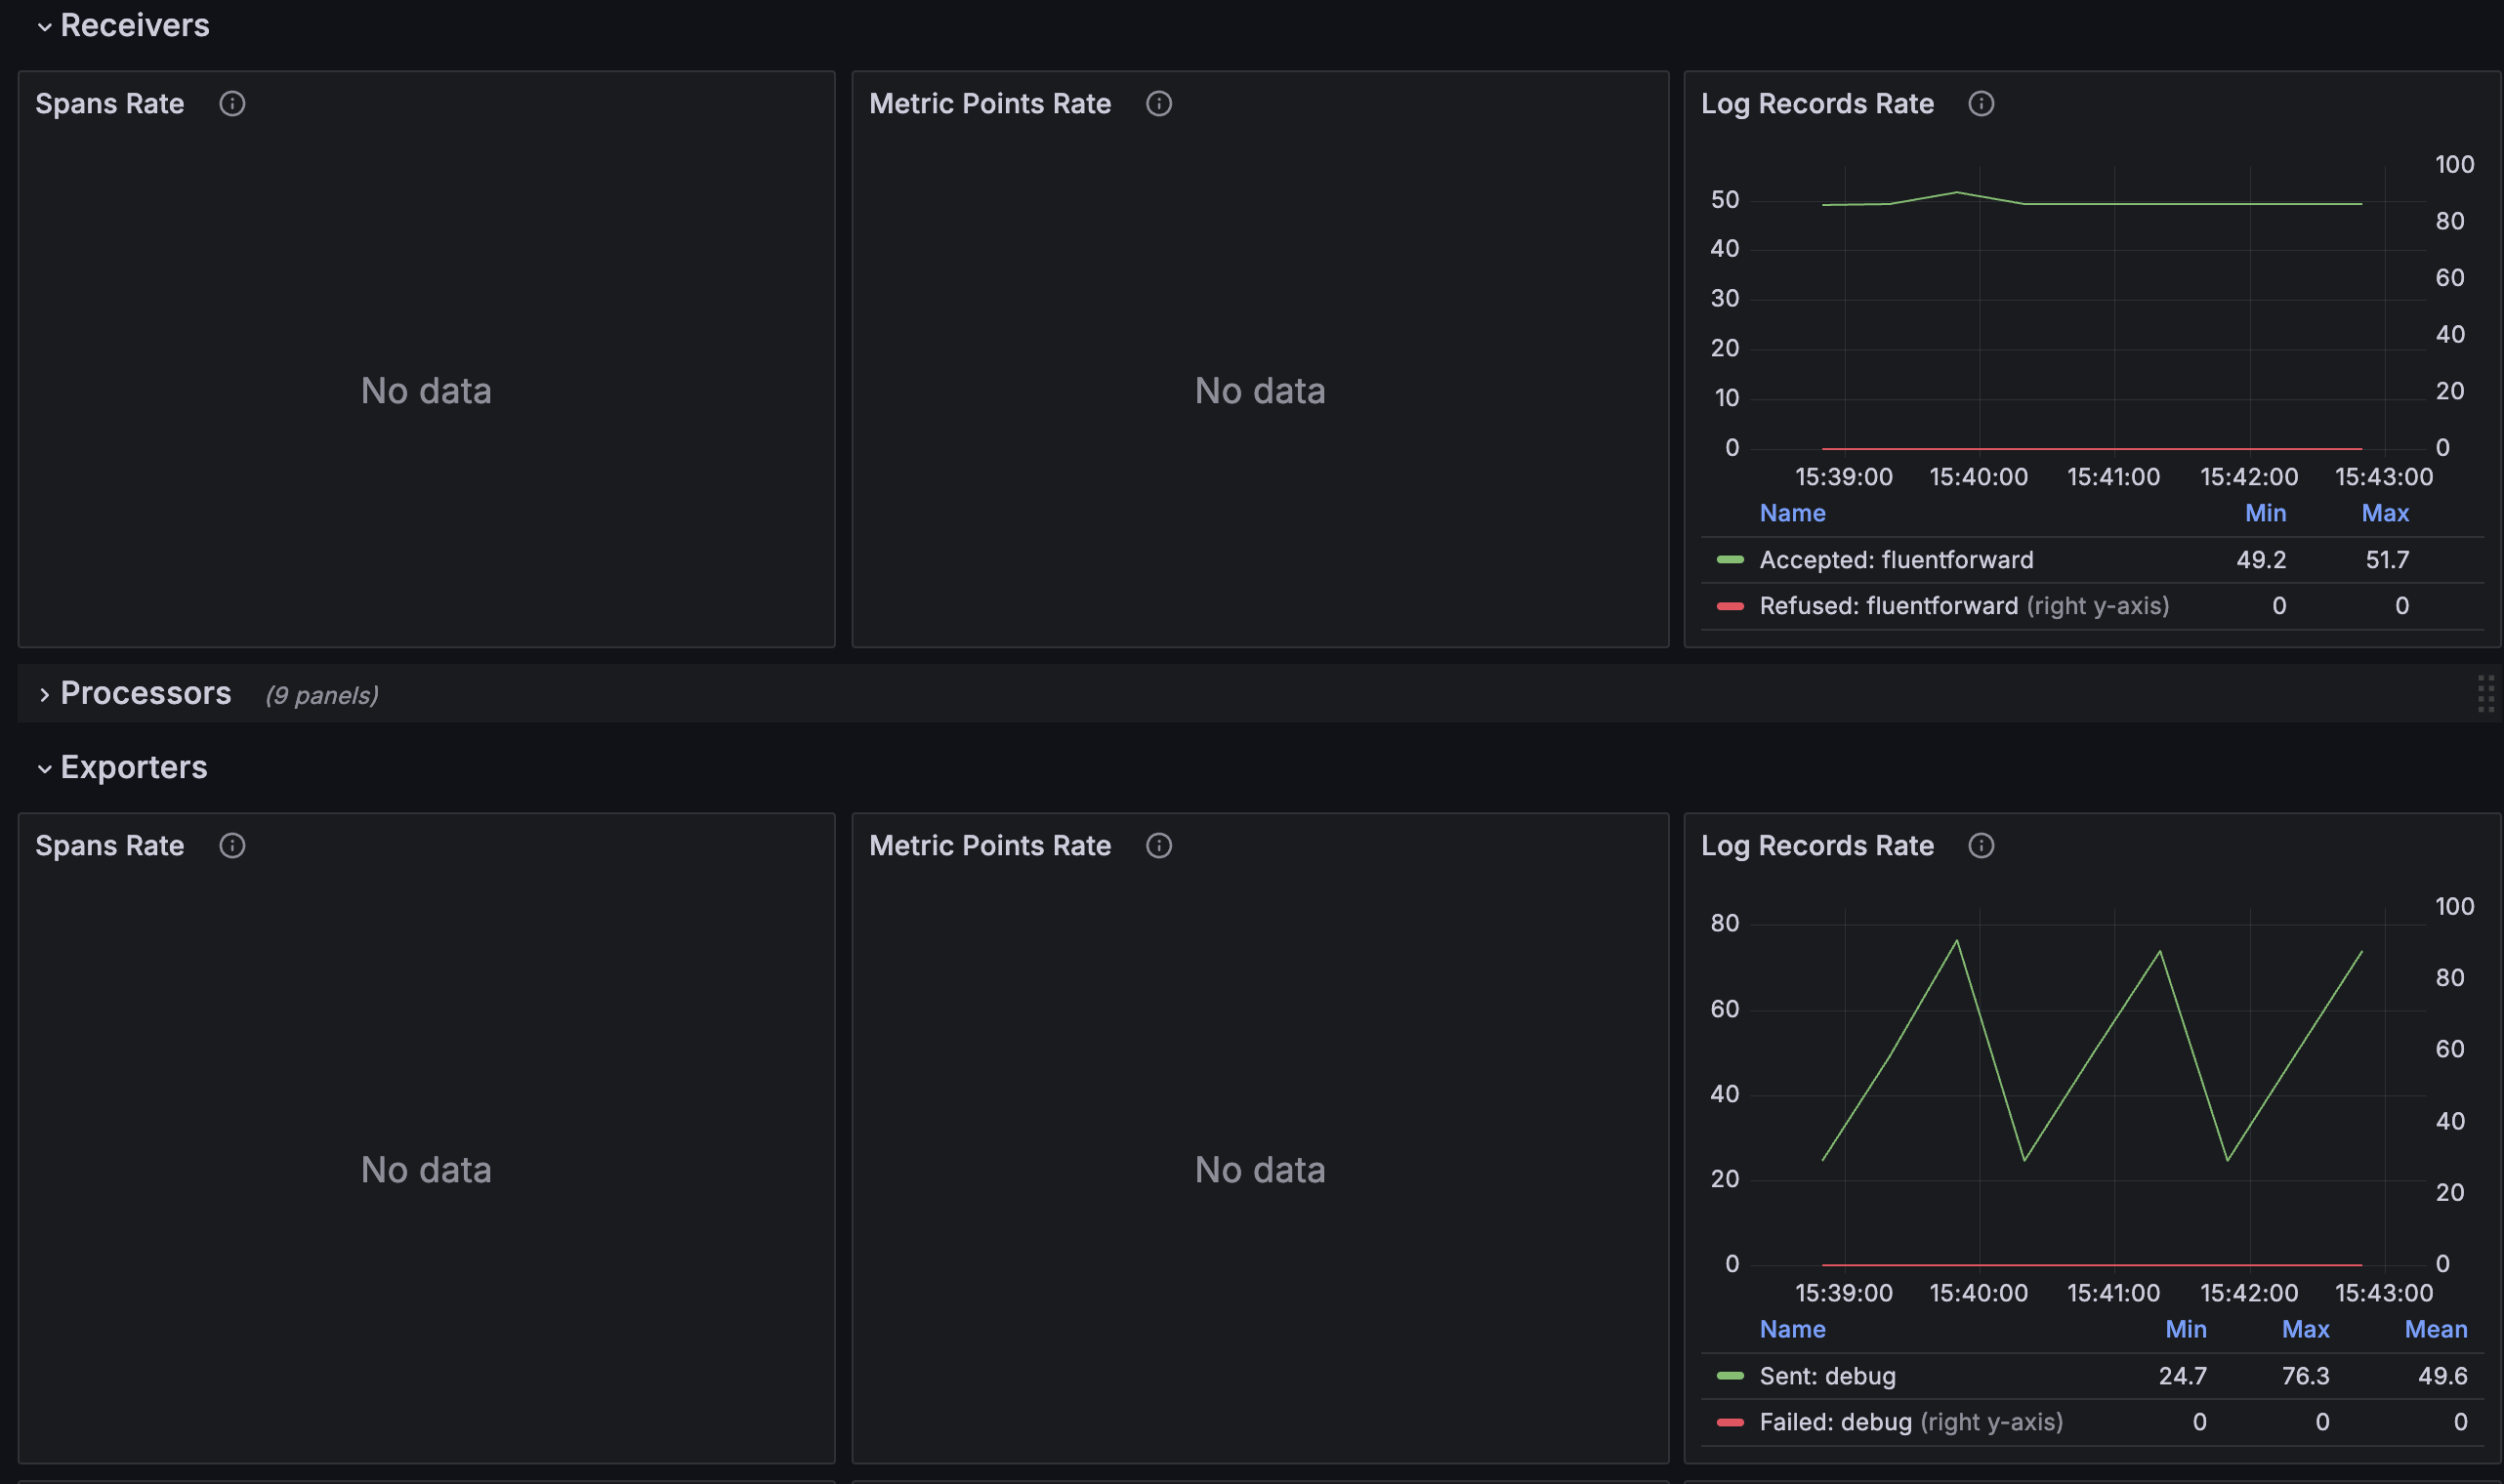 Receivers
Spans Rate
No data
Metric Points Rate
No data
Log Records Rate
50
40
30
20
10
0
100
80
60
40
20
0
15:39:00 15:40:00 15:41:00 15:42:00 15:43:00
Name Min Max
Accepted: fluentforward 49.2 51.7
Refused: fluentforward (right y-axis) 0 0
Processors (9 panels)
Exporters
Spans Rate
No data
Metric Points Rate
No data
Log Records Rate
80
60
40
20
0
100
80
60
40
20
0
15:39:00 15:40:00 15:41:00 15:42:00 15:43:00
Name Min Max Mean
Sent: debug 24.7 76.3 49.6
Failed: debug (right y-axis) 0 0 0